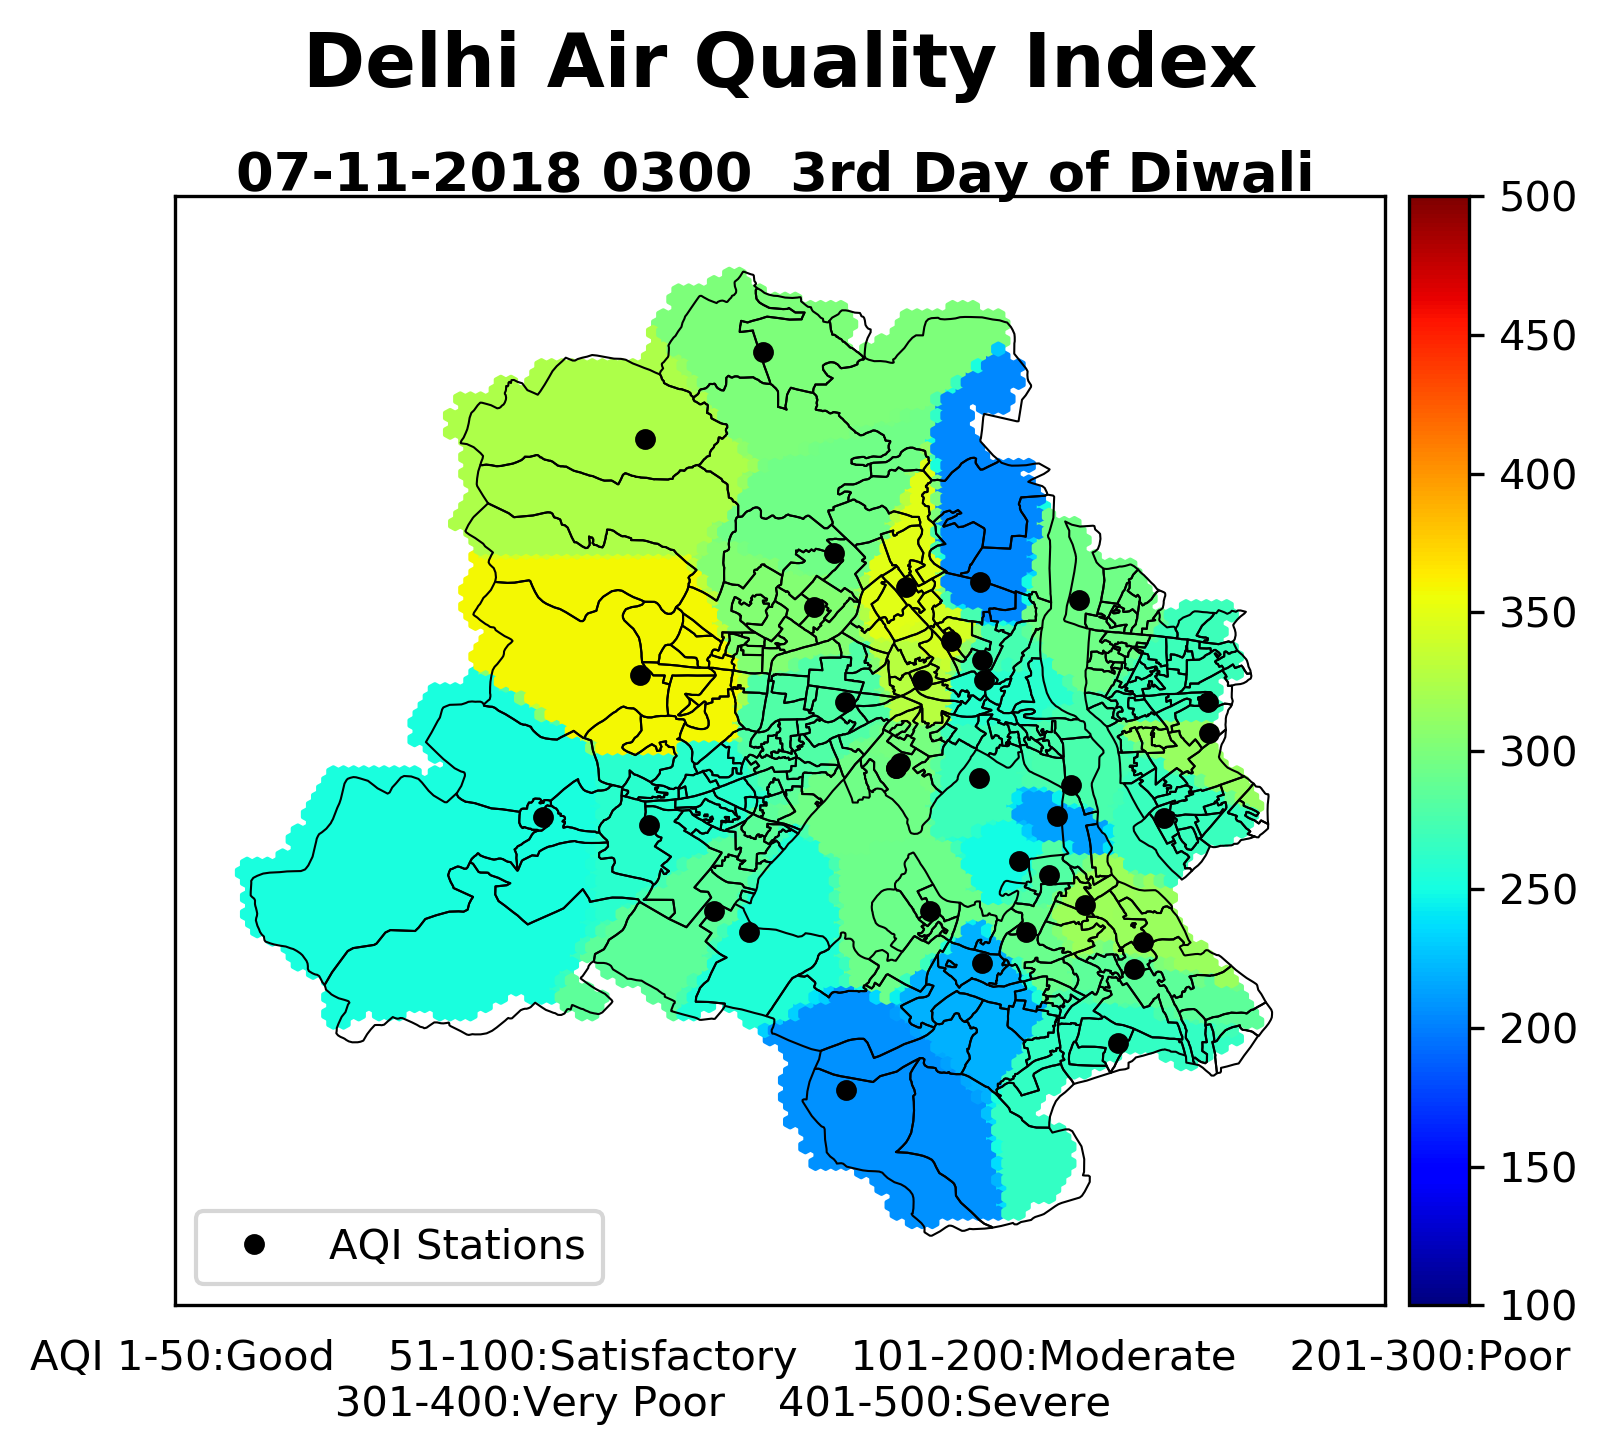 Delhi Air Quality Index
07-11-2018 0300  3rd Day of Diwali
500
450
400
350
300
250
200
150
100
AQI Stations
AQI 1-50:Good    51-100:Satisfactory    101-200:Moderate    201-300:Poor
301-400:Very Poor    401-500:Severe